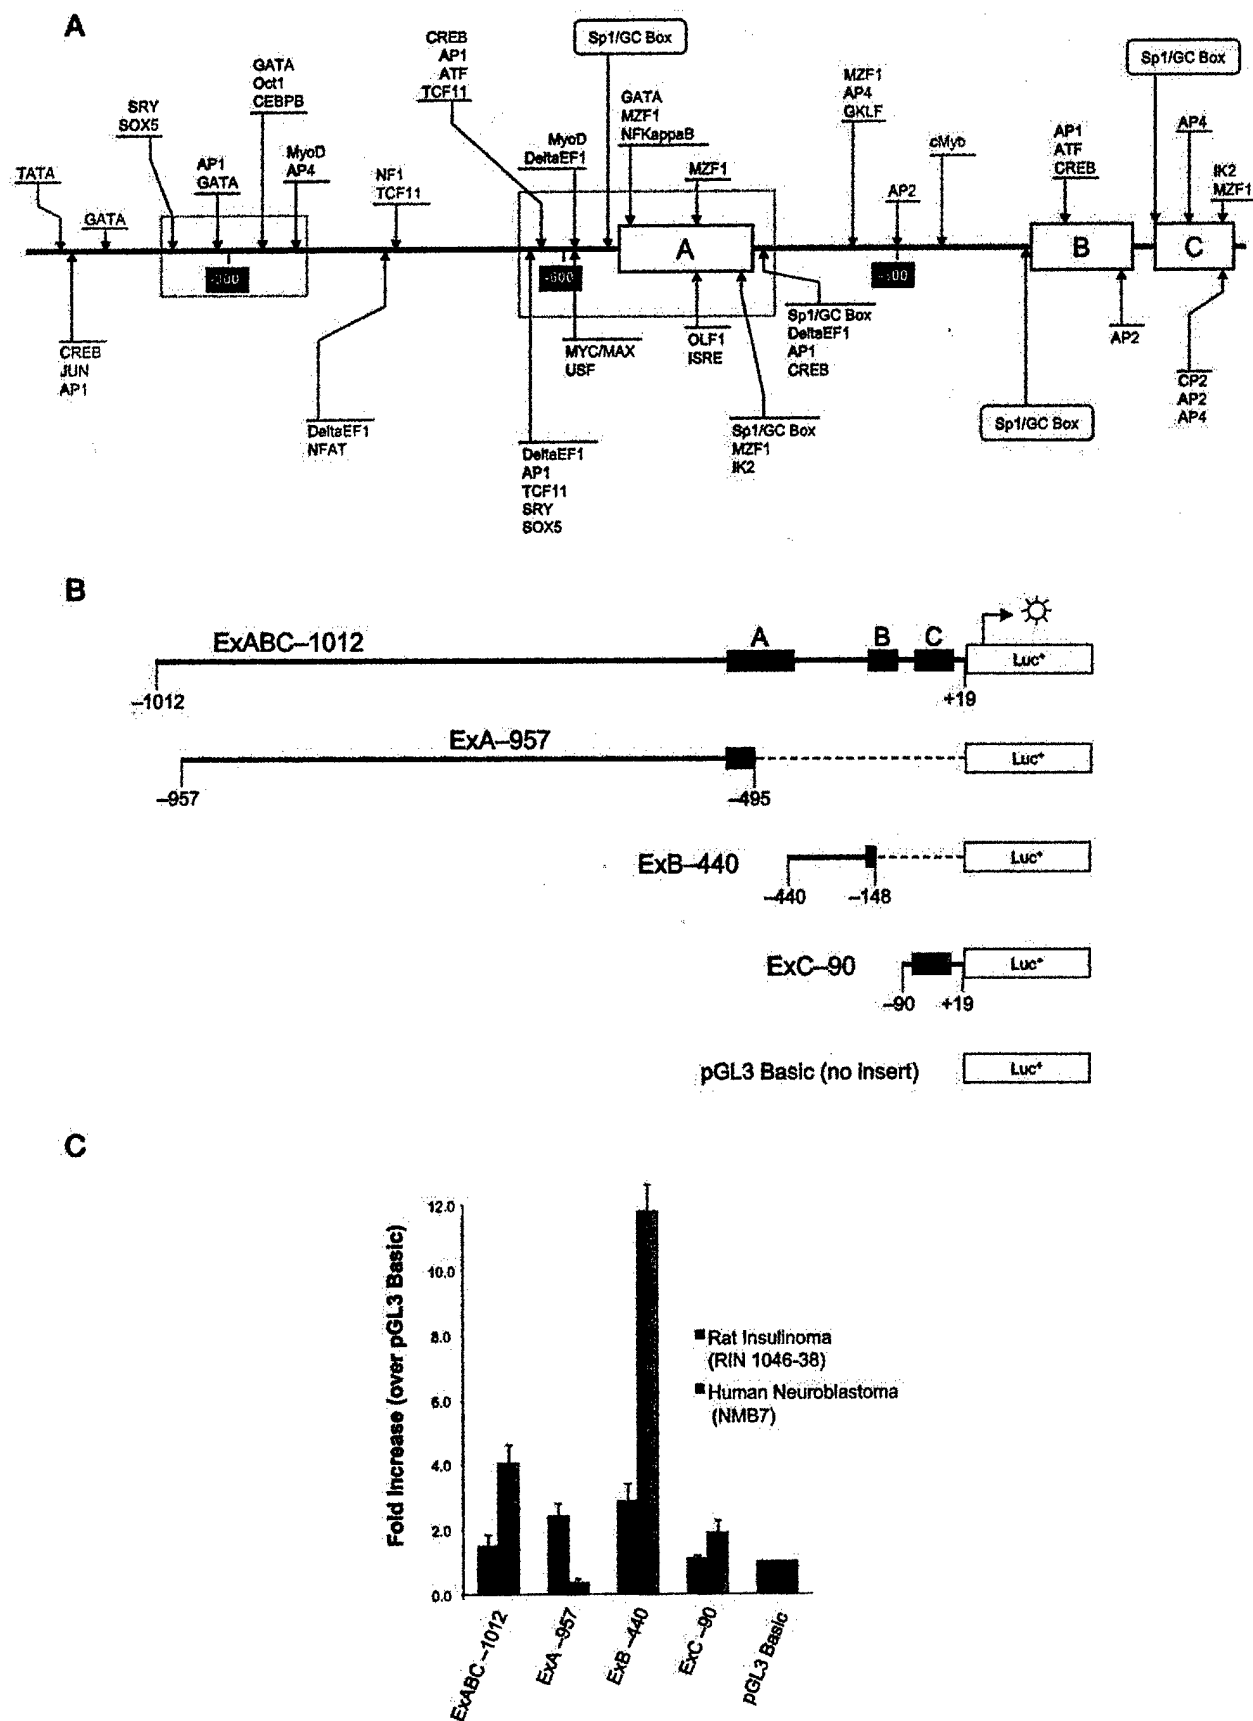 A
Sp1/GC Box
CREB
AP1
ATF
TCF11
Sp1/GC Box
GATA
Oct1
CEBPB
SRY
SOX5
GATA
MZF1
NFKappaB
MZF1
AP4
GKLF
AP1
ATF
CREB
AP4
MyoD
DeltaEF1
cMyb
MyoD
AP4
AP1
GATA
TATA
NF1
TCF11
MZF1
IK2
MZF1
AP2
GATA
A
B
C
-600
CREB
JUN
AP1
MYC/MAX
USF
OLF1
ISRE
Sp1/GC Box
DeltaEF1
AP1
CREB
AP2
CP2
AP2
AP4
DeltaEF1
NFAT
DeltaEF1
AP1
TCF11
SRY
SOX5
Sp1/GC Box
MZF1
IK2
Sp1/GC Box
B
ExABC–1012
A
B
C
Luc+
–1012
+19
ExA–957
Luc+
–957
–495
ExB–440
Luc+
–440
–148
ExC–90
Luc+
–90
+19
pGL3 Basic (no insert)
Luc+
C
Fold Increase (over pGL3 Basic)
12.0
10.0
8.0
6.0
4.0
2.0
0.0
Rat Insulinoma
(RIN 1046-38)
Human Neuroblastoma
(NMB7)
ExABC –1012
ExA –957
ExB –440
ExC –90
pGL3 Basic